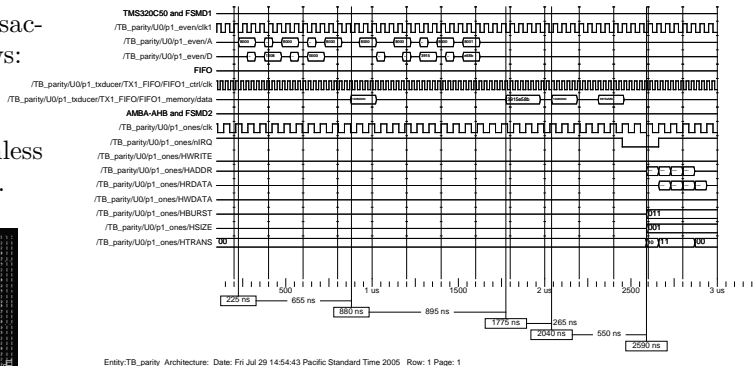 sac-
vs:
nless
.
TMS320C50 and FSMD1
/TB_parity/U0/p1_even/clk1
/TB_parity/U0/p1_even/A
/TB_parity/U0/p1_even/D
FIFO
/TB_parity/U0/p1_txducer/TX1_FIFO/FIFO1_ctrl/clk
/TB_parity/U0/p1_txducer/TX1_FIFO/FIFO1_memory/data
AMBA-AHB and FSMD2
/TB_parity/U0/p1_ones/clk
/TB_parity/U0/p1_ones/nIRQ
/TB_parity/U0/p1_ones/HWRITE
/TB_parity/U0/p1_ones/HADDR
/TB_parity/U0/p1_ones/HRDATA
/TB_parity/U0/p1_ones/HWDATA
/TB_parity/U0/p1_ones/HBURST 011
/TB_parity/U0/p1_ones/HSIZE 001
/TB_parity/U0/p1_ones/HTRANS 00 11 00
500 1 us 1500 2 us 2500 3 us
225 ns 655 ns
880 ns 895 ns
1775 ns 265 ns
2040 ns 550 ns
2590 ns
Entity:TB_parity Architecture: Date: Fri Jul 29 14:54:43 Pacific Standard Time 2005 Row: 1 Page: 1